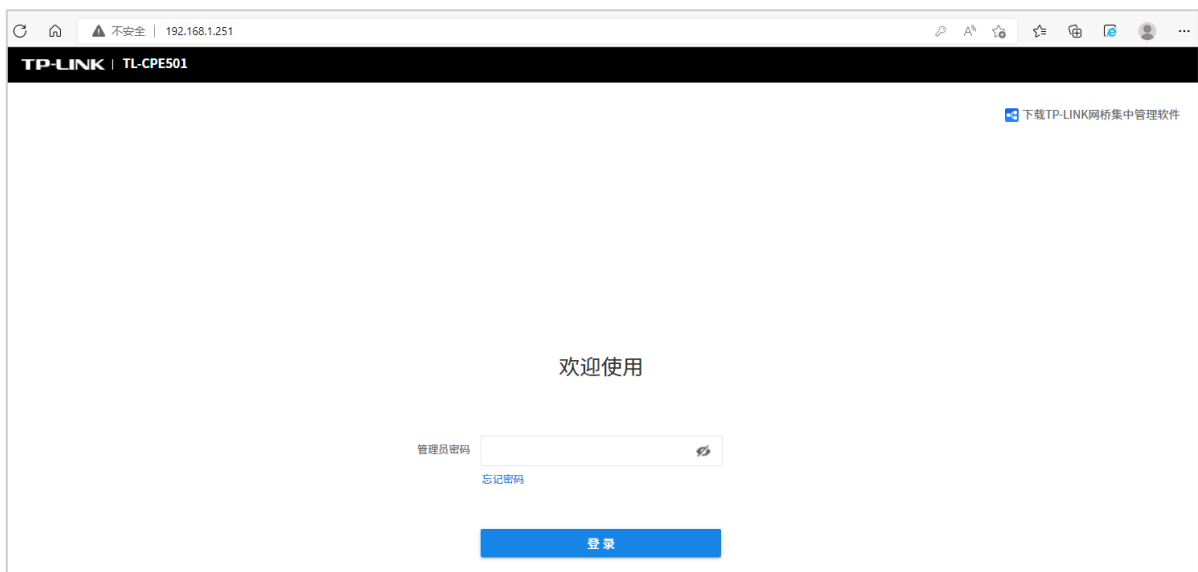 不安全 | 192.168.1.251
TP-LINK | TL-CPE501
下载TP-LINK网桥集中管理软件
欢迎使用
管理员密码
忘记密码
登录